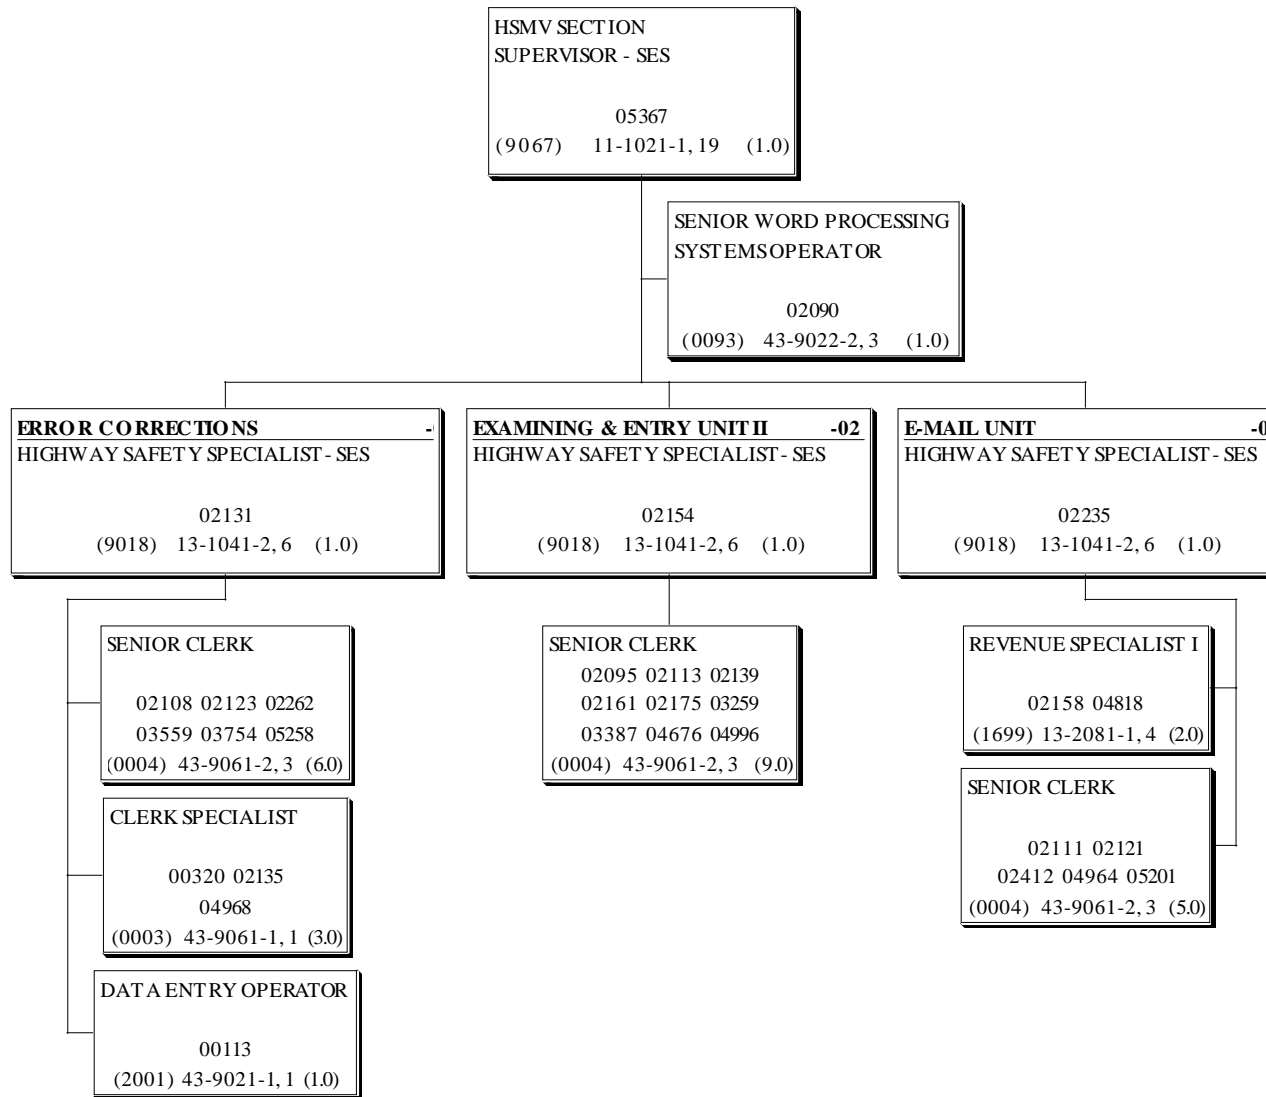 HSMV SECTION
SUPERVISOR - SES
05367
(9067) 11-1021-1, 19 (1.0)
SENIOR WORD PROCESSING
SYSTEMS OPERATOR
02090
(0093) 43-9022-2, 3 (1.0)
ERROR CORRECTIONS
HIGHWAY SAFETY SPECIALIST - SES
02131
(9018) 13-1041-2, 6 (1.0)
EXAMINING & ENTRY UNIT II -02
HIGHWAY SAFETY SPECIALIST - SES
02154
(9018) 13-1041-2, 6 (1.0)
E-MAIL UNIT -0
HIGHWAY SAFETY SPECIALIST - SES
02235
(9018) 13-1041-2, 6 (1.0)
SENIOR CLERK
02108 02123 02262
03559 03754 05258
(0004) 43-9061-2, 3 (6.0)
CLERK SPECIALIST
00320 02135
04968
(0003) 43-9061-1, 1 (3.0)
DATA ENTRY OPERATOR
00113
(2001) 43-9021-1, 1 (1.0)
SENIOR CLERK
02095 02113 02139
02161 02175 03259
03387 04676 04996
(0004) 43-9061-2, 3 (9.0)
REVENUE SPECIALIST I
02158 04818
(1699) 13-2081-1, 4 (2.0)
SENIOR CLERK
02111 02121
02412 04964 05201
(0004) 43-9061-2, 3 (5.0)